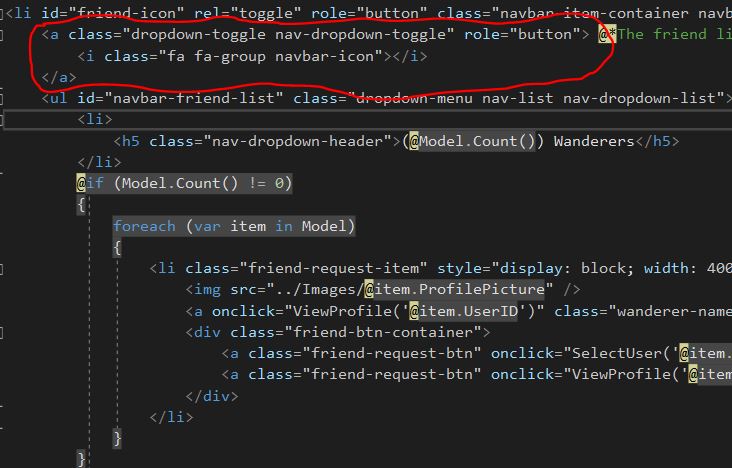 <li id="friend-icon" rel="toggle" role="button" class="navbar-item-container navb
<a class="dropdown-toggle nav-dropdown-toggle" role="button"> @*The friend li
<i class="fa fa-group navbar-icon"></i>
</a>
<ul id="navbar-friend-list" class="dropdown-menu nav-list nav-dropdown-list">
<li>
<h5 class="nav-dropdown-header">(@Model.Count()) Wanderers</h5>
</li>
@if (Model.Count() != 0)
{
foreach (var item in Model)
{
<li class="friend-request-item" style="display: block; width: 400
<img src="../Images/@item.ProfilePicture" />
<a onclick="ViewProfile('@item.UserID')" class="wanderer-name
<div class="friend-btn-container">
<a class="friend-request-btn" onclick="SelectUser('@item.
<a class="friend-request-btn" onclick="ViewProfile('@item
</div>
</li>
}
}